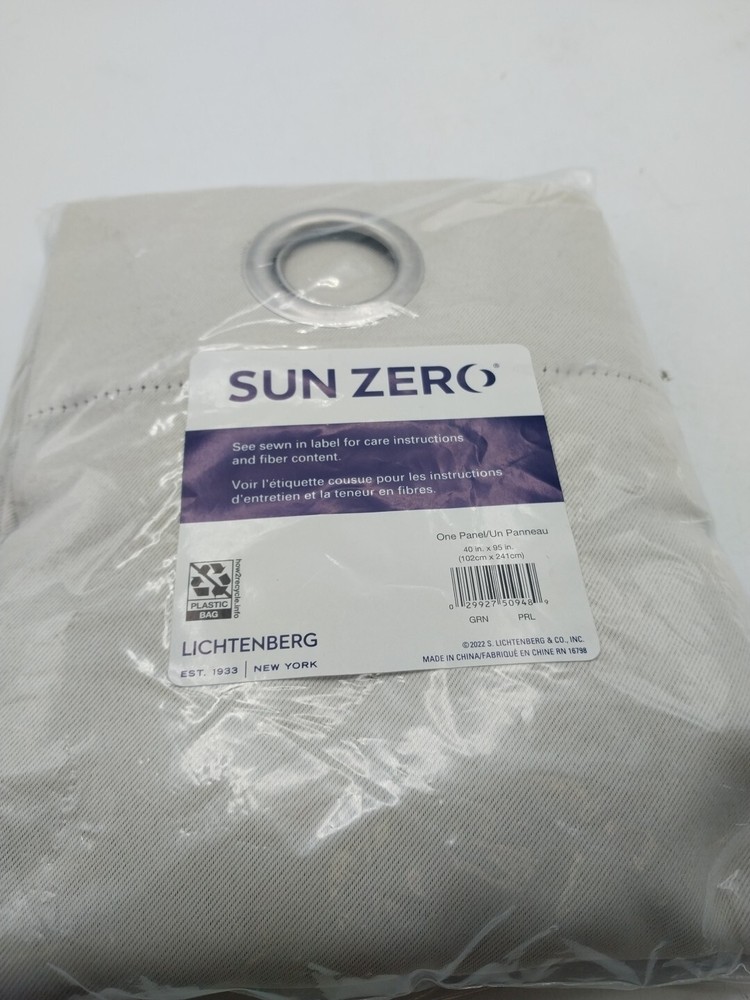 SUN ZERO®
See sewn in label for care instructions
and fiber content.
Voir l'étiquette cousue pour les instructions
d'entretien et la teneur en fibres.
One Panel/Un Panneau
40 in. x 95 in.
(102cm x 241cm)
0 29927 50948 9
GRN PRL
how2recycle.info
PLASTIC
BAG
LICHTENBERG
EST. 1933 | NEW YORK
©2022 S. LICHTENBERG & CO., INC.
MADE IN CHINA/FABRIQUÉ EN CHINE RN 16798